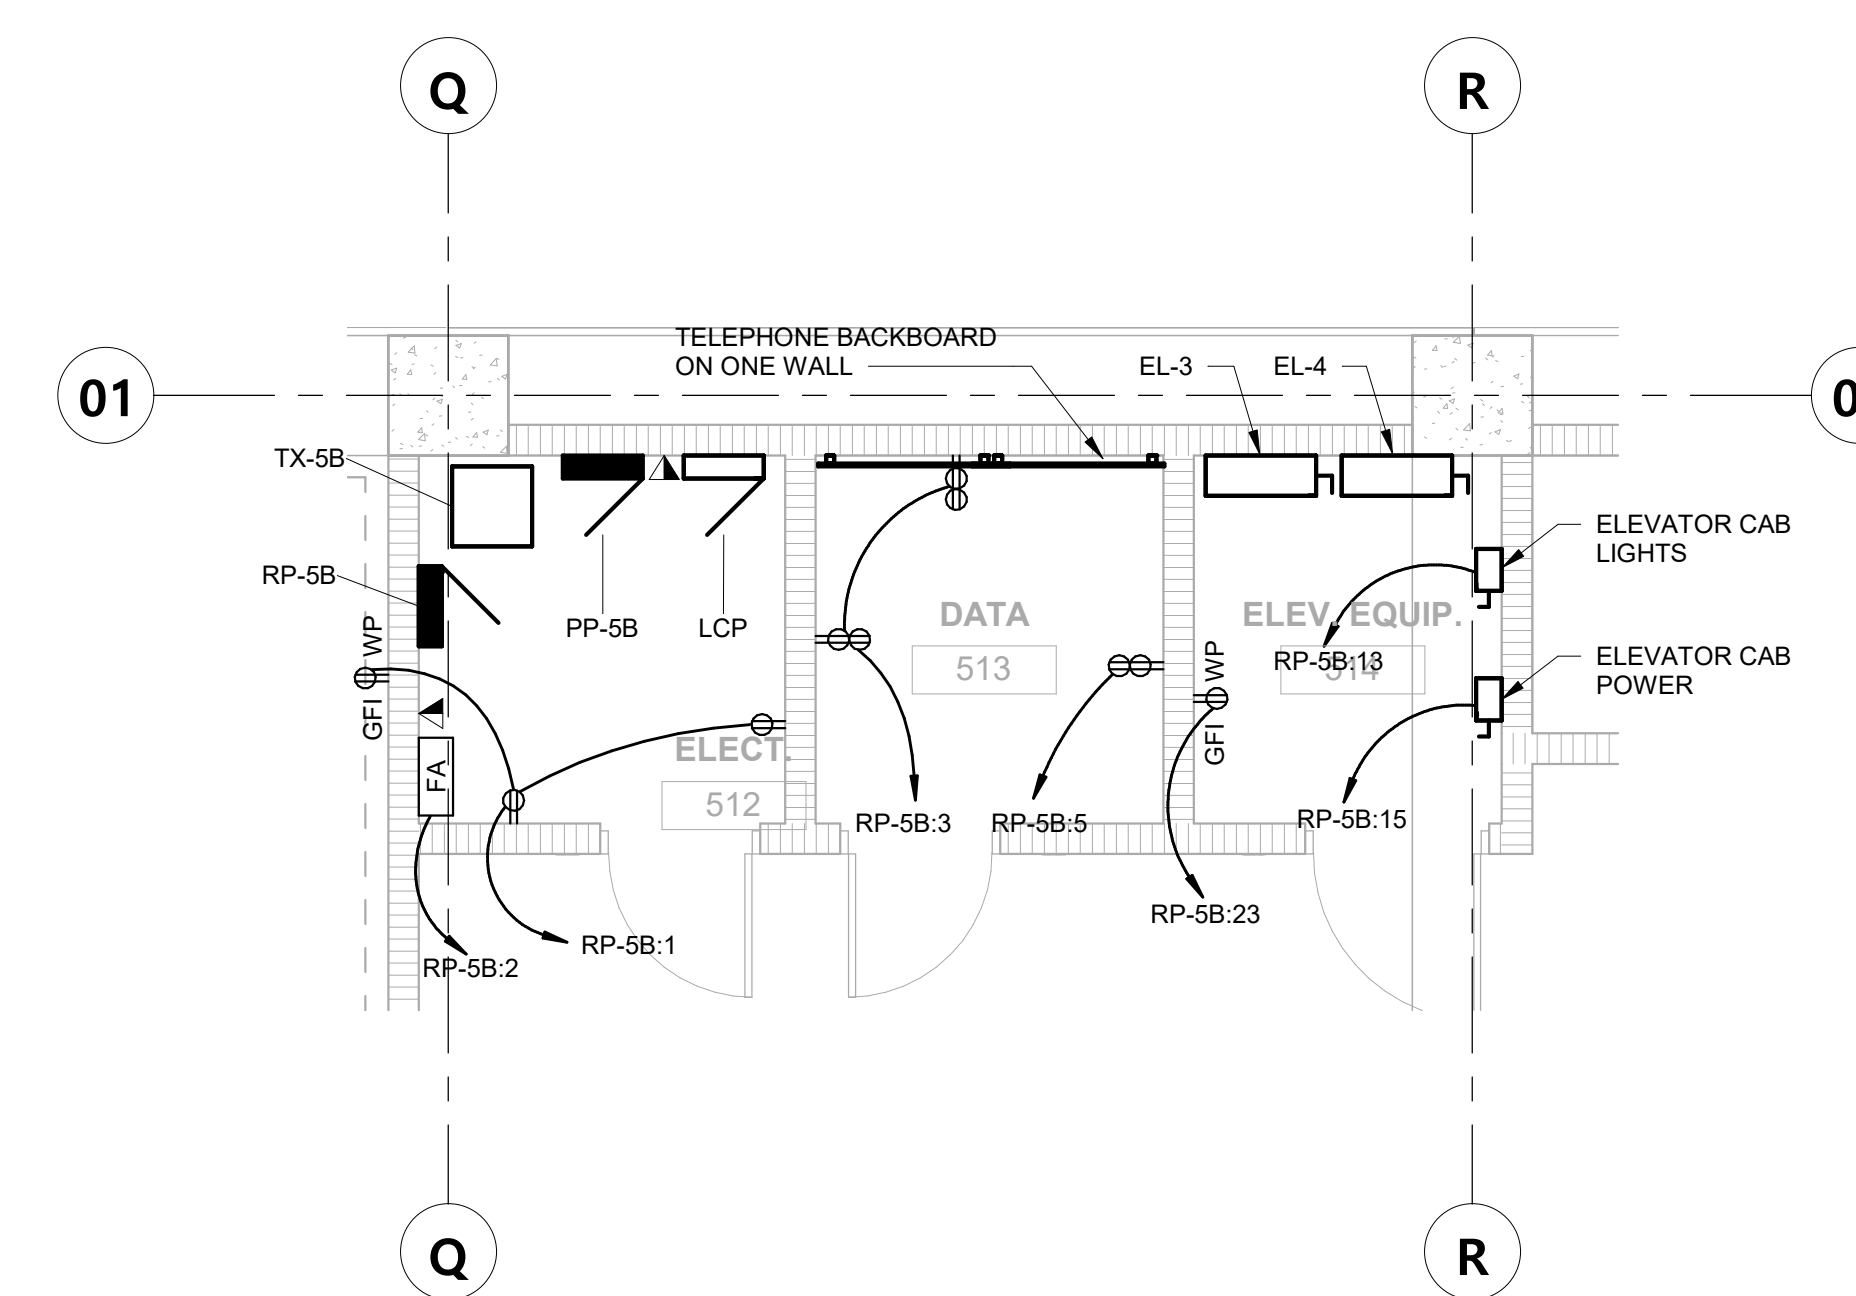 Q
R
TELEPHONE BACKBOARD
ON ONE WALL
EL-3
EL-4
01
0
TX-5B
ELEVATOR CAB
LIGHTS
RP-5B
PP-5B
LCP
DATA
513
ELEV. EQUIP.
514
RP-5B:13
GFI WP
GFI WP
ELEVATOR CAB
POWER
FA
ELECT.
512
RP-5B:3
RP-5B:5
RP-5B:15
RP-5B:23
RP-5B:1
RP-5B:2
Q
R